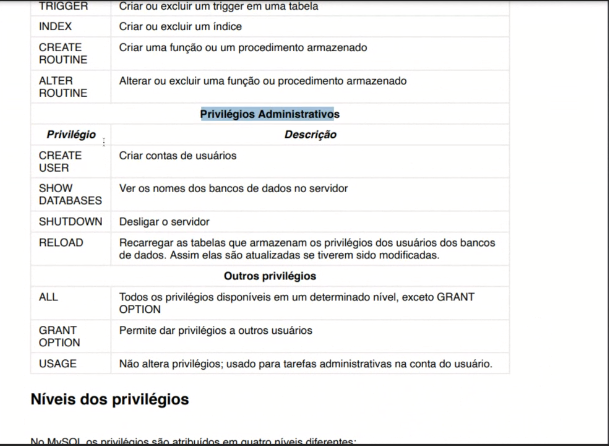 TRIGGER Criar ou excluir um trigger em uma tabela
INDEX Criar ou excluir um índice
CREATE Criar uma função ou um procedimento armazenado
ROUTINE
ALTER Alterar ou excluir uma função ou procedimento armazenado
ROUTINE
Privilégios Administrativos
Privilégio Descrição
CREATE Criar contas de usuários
USER
SHOW Ver os nomes dos bancos de dados no servidor
DATABASES
SHUTDOWN Desligar o servidor
RELOAD Recarregar as tabelas que armazenam os privilégios dos usuários dos bancos
de dados. Assim elas são atualizadas se tiverem sido modificadas.
Outros privilégios
ALL Todos os privilégios disponíveis em um determinado nível, exceto GRANT
OPTION
GRANT Permite dar privilégios a outros usuários
OPTION
USAGE Não altera privilégios; usado para tarefas administrativas na conta do usuário.
Níveis dos privilégios
No MySQL os privilégios são atribuídos em quatro níveis diferentes: